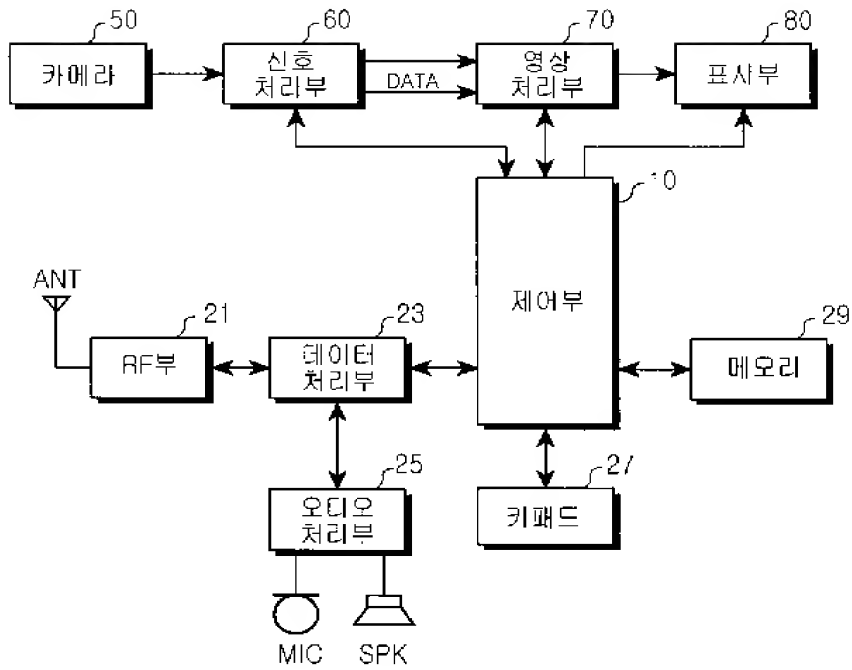 50
60
70
80
카메라
신호
처리부
DATA
영상
처리부
표시부
10
제어부
ANT
21
RF부
23
데이터
처리부
29
메모리
25
오디오
처리부
27
키패드
MIC
SPK